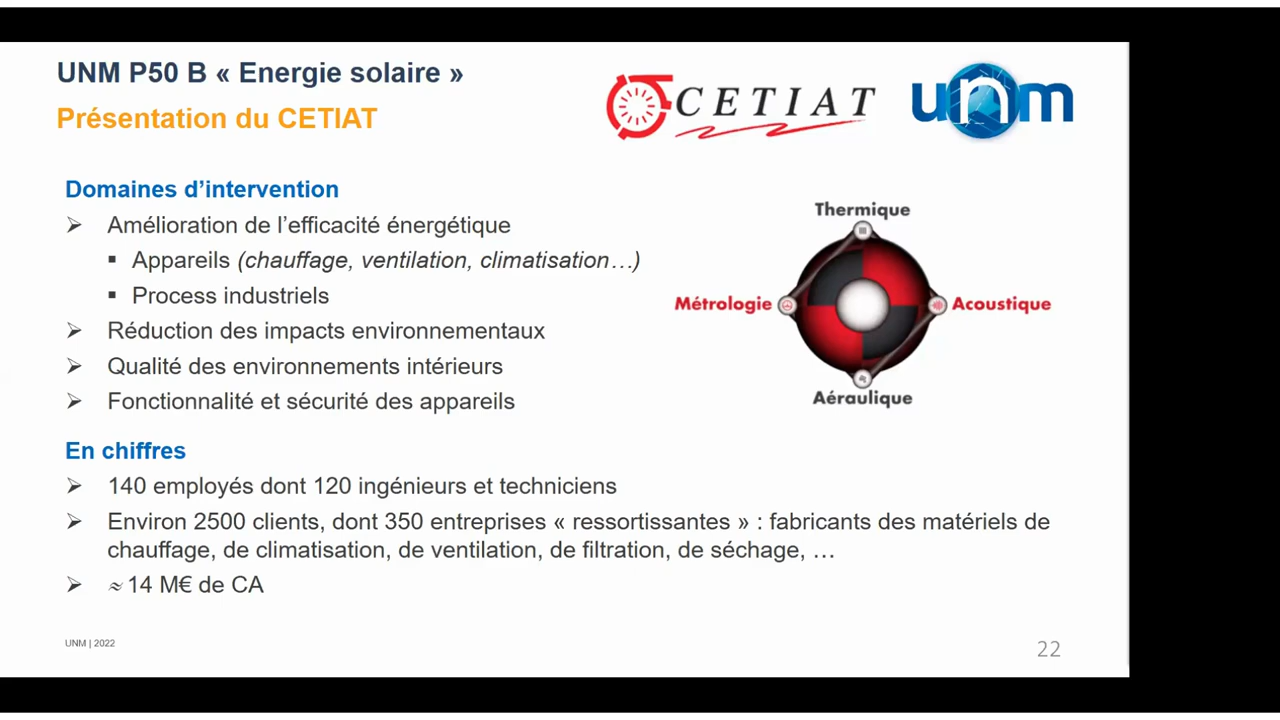 UNM P50 B « Energie solaire »
Présentation du CETIAT
CETIAT
unm
Domaines d’intervention
➢ Amélioration de l’efficacité énergétique
▪ Appareils (chauffage, ventilation, climatisation…)
▪ Process industriels
➢ Réduction des impacts environnementaux
➢ Qualité des environnements intérieurs
➢ Fonctionnalité et sécurité des appareils
Thermique
Métrologie
Acoustique
Aéraulique
En chiffres
➢ 140 employés dont 120 ingénieurs et techniciens
➢ Environ 2500 clients, dont 350 entreprises « ressortissantes » : fabricants des matériels de
chauffage, de climatisation, de ventilation, de filtration, de séchage, …
➢ ≈ 14 M€ de CA
UNM | 2022
22